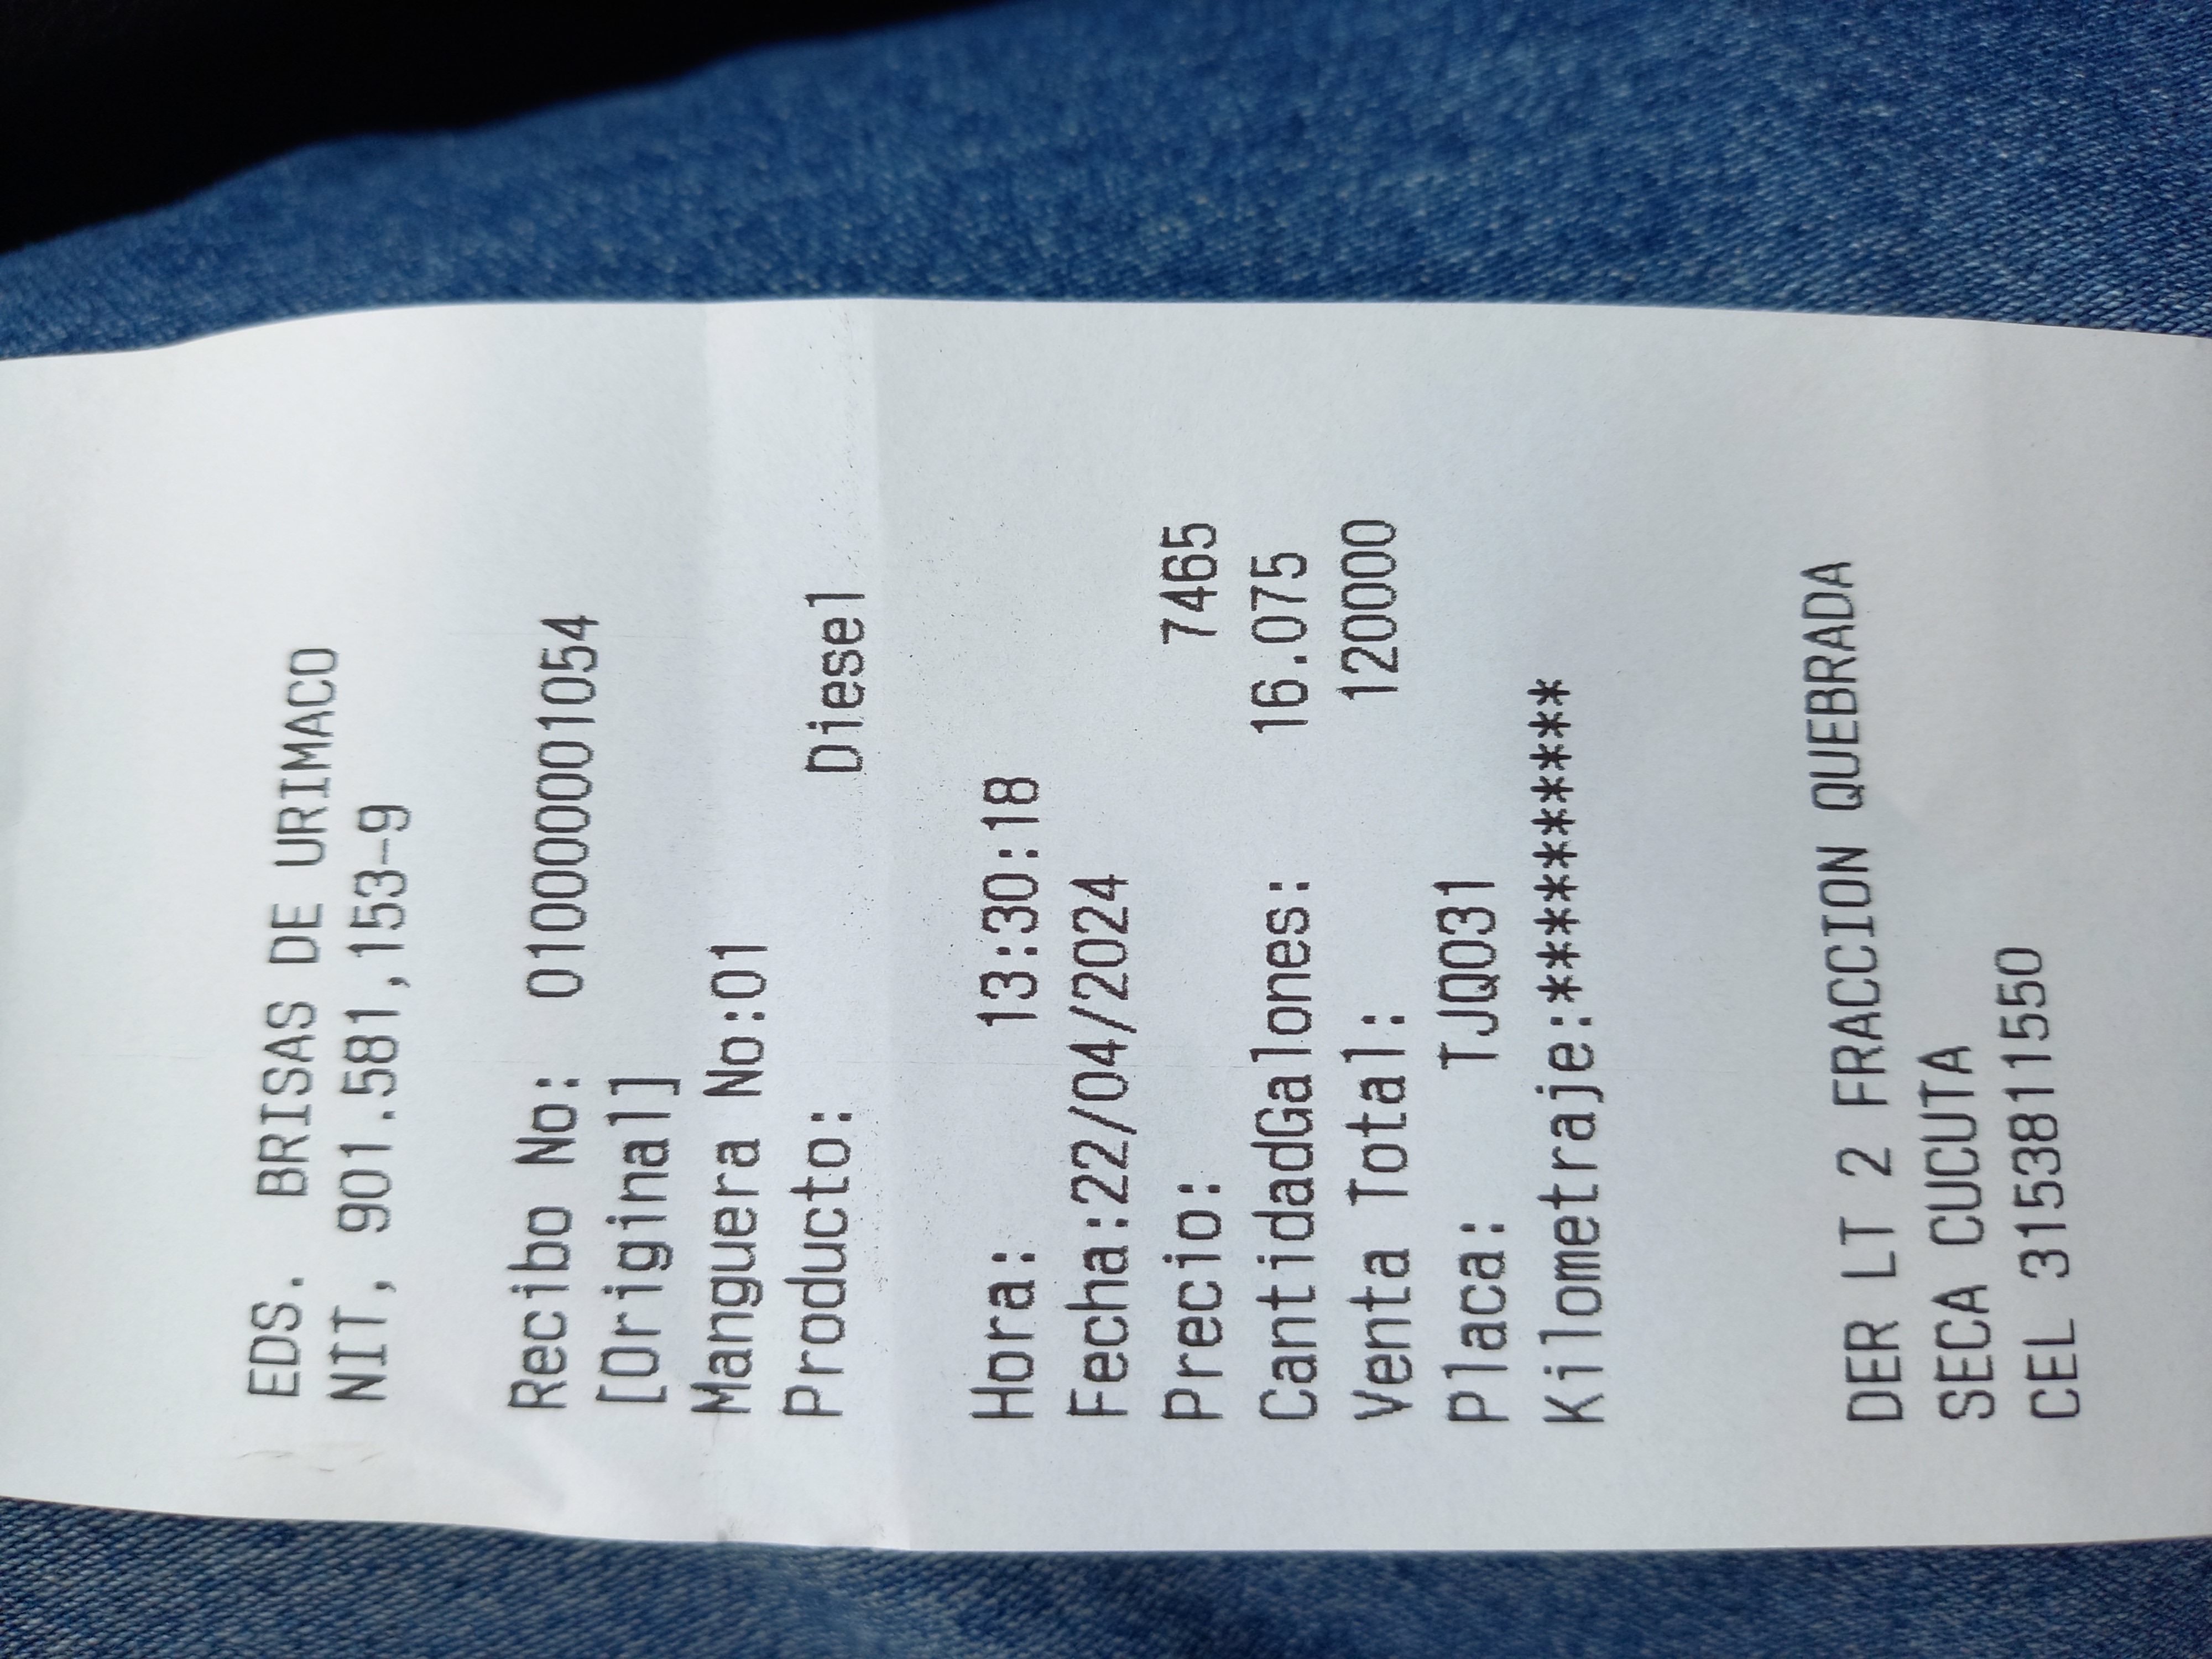 EDS. BRISAS DE URIMACO
NIT, 901.581,153-9
Recibo No: 0100000001054
[Original]
Manguera No:01
Producto: Diesel
Hora: 13:30:18
Fecha:22/04/2024
Precio: 7465
CantidadGalones: 16.075
Venta Total: 120000
Placa: TJQ031
Kilometraje:***********
DER LT 2 FRACCION QUEBRADA
SECA CUCUTA
CEL 3153811550